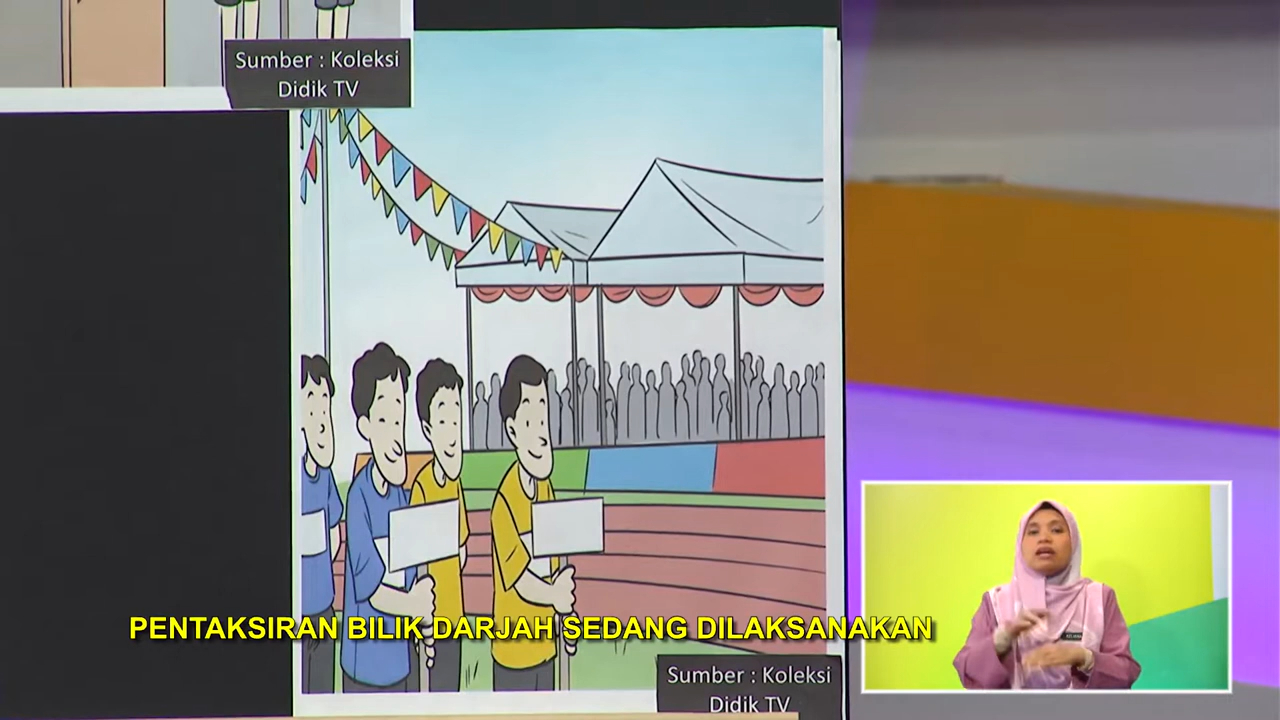 Sumber : Koleksi
Didik TV
PENTAKSIRAN BILIK DARJAH SEDANG DILAKSANAKAN
Sumber : Koleksi
Didik TV